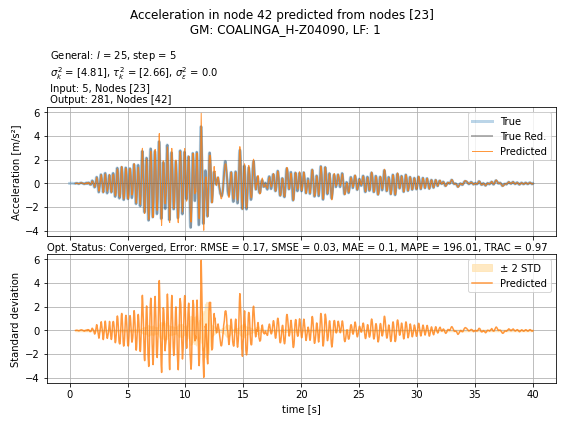 Acceleration in node 42 predicted from nodes [23]
GM: COALINGA_H-Z04090, LF: 1
General: l = 25, step = 5
σ²ₖ = [4.81], τ²ₖ = [2.66], σ²ε = 0.0
Input: 5, Nodes [23]
Output: 281, Nodes [42]
Acceleration [m/s²]
6
4
2
0
−2
−4
True
True Red.
Predicted
Opt. Status: Converged, Error: RMSE = 0.17, SMSE = 0.03, MAE = 0.1, MAPE = 196.01, TRAC = 0.97
Standard deviation
6
4
2
0
−2
−4
± 2 STD
Predicted
0 5 10 15 20 25 30 35 40
time [s]